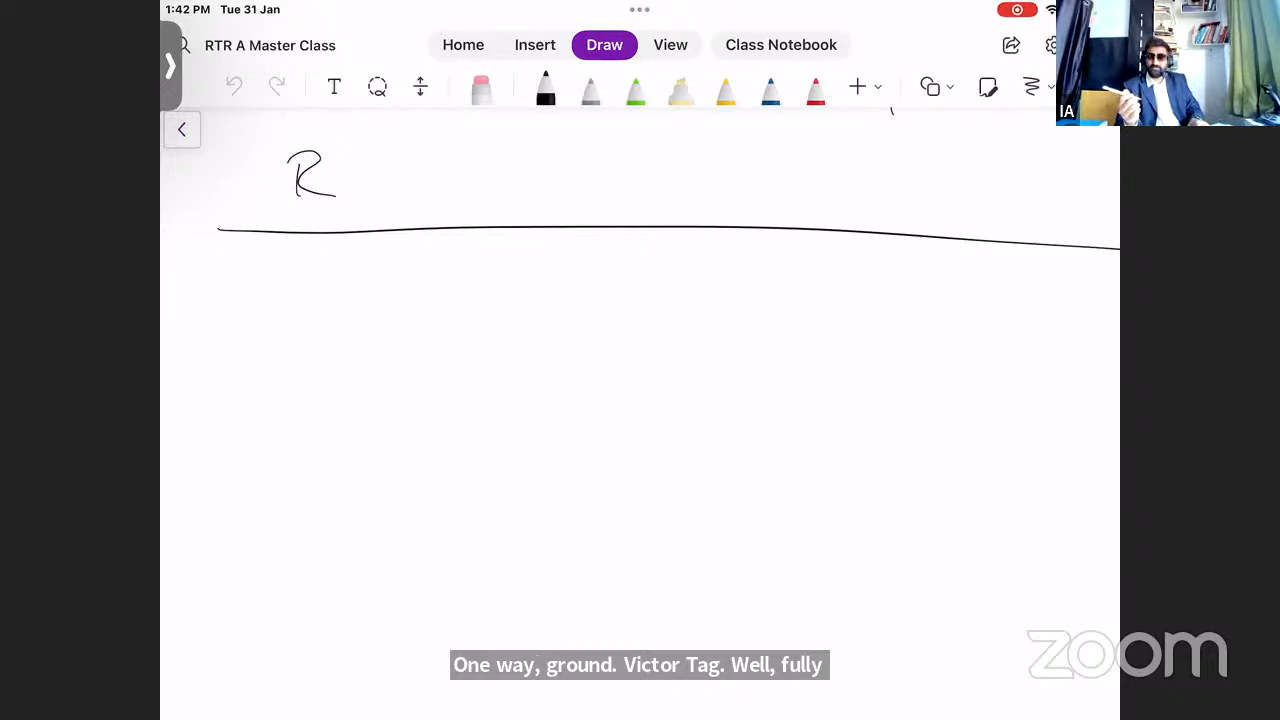 1:42 PM Tue 31 Jan
RTR A Master Class
Home Insert Draw View Class Notebook
T
IA
R
One way, ground. Victor Tag. Well, fully
zoom